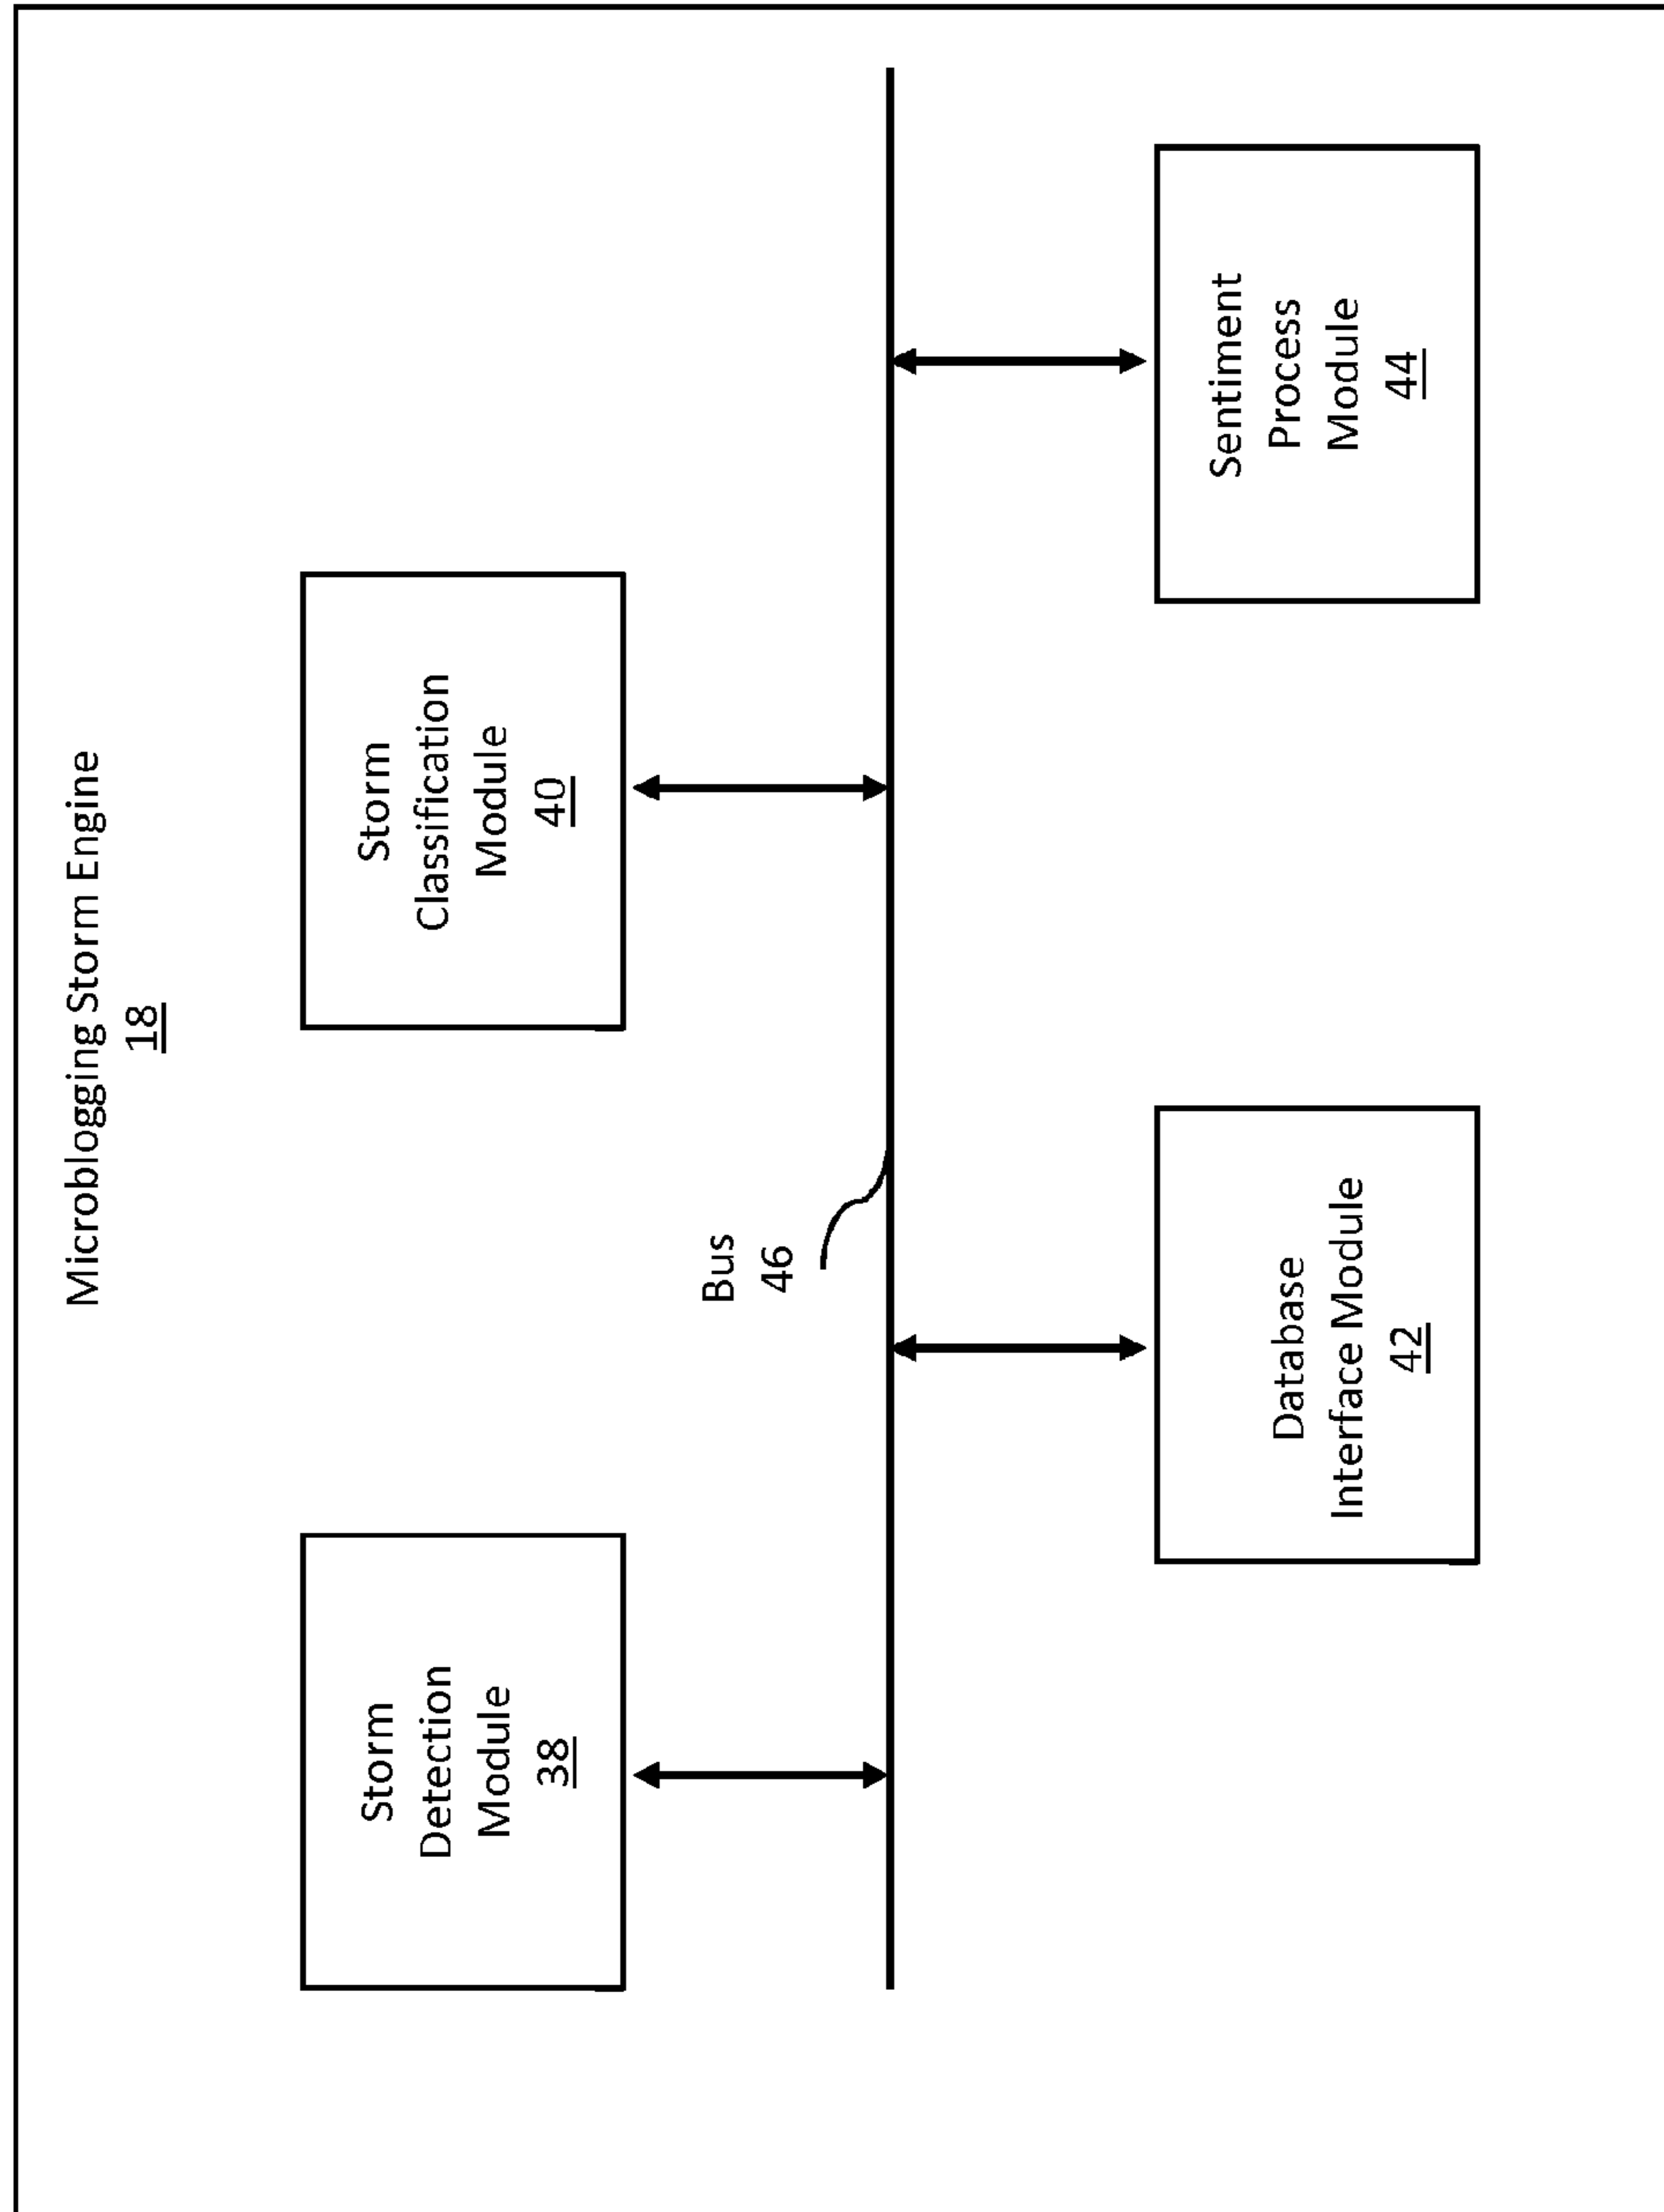 Microblogging Storm Engine
18
Storm
Detection
Module
38
Storm
Classification
Module
40
Bus
46
Database
Interface Module
42
Sentiment
Process
Module
44